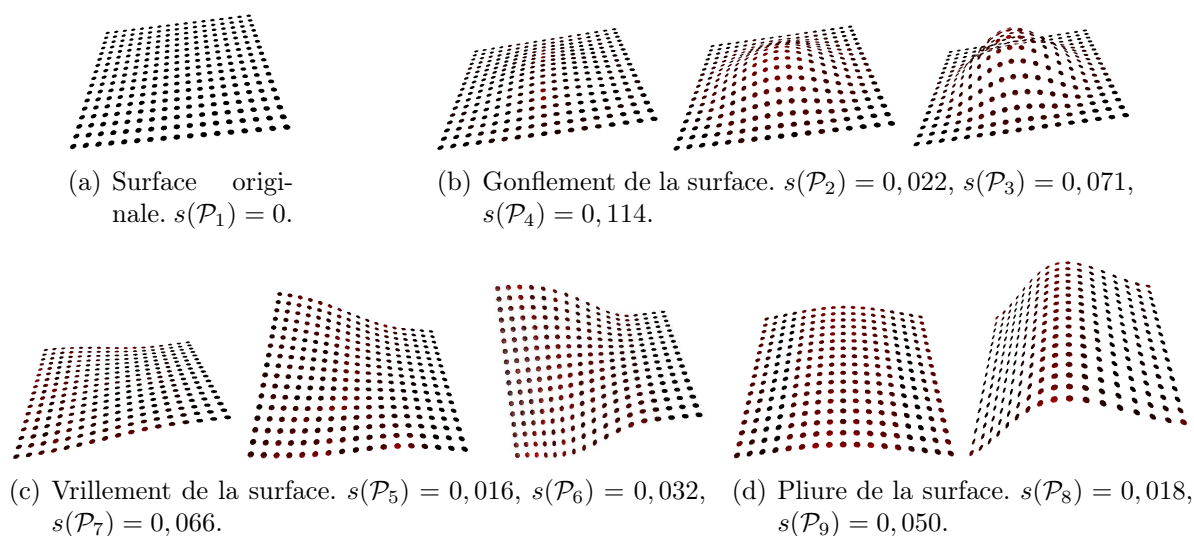 (a) Surface origi-
nale. s(𝒫₁) = 0.
(b) Gonflement de la surface. s(𝒫₂) = 0, 022, s(𝒫₃) = 0, 071,
s(𝒫₄) = 0, 114.
(c) Vrillement de la surface. s(𝒫₅) = 0, 016, s(𝒫₆) = 0, 032,
s(𝒫₇) = 0, 066.
(d) Pliure de la surface. s(𝒫₈) = 0, 018,
s(𝒫₉) = 0, 050.